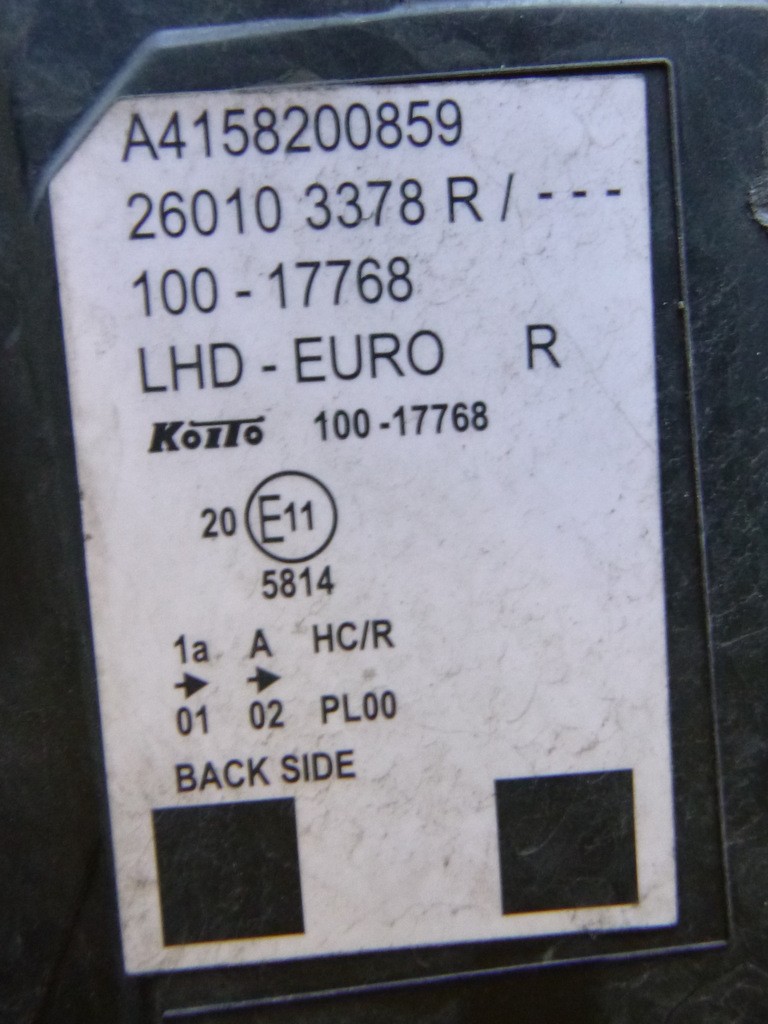 A4158200859
26010 3378 R / ---
100 - 17768
LHD - EURO R
KOITO 100 -17768
20 E11
5814
1a A HC/R
01 02 PL00
BACK SIDE